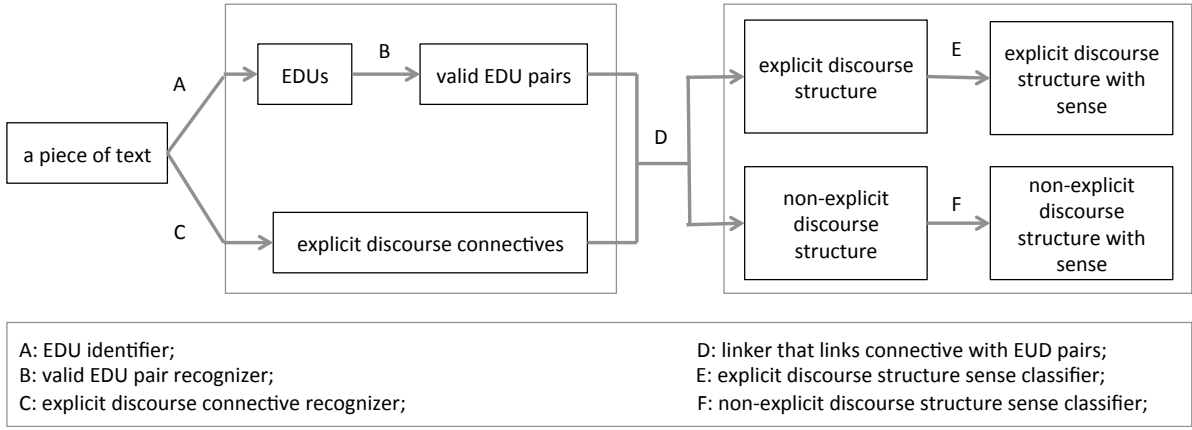 A
B
C
D
E
F
a piece of text
EDUs
valid EDU pairs
explicit discourse connectives
explicit discourse
structure
explicit discourse
structure with
sense
non-explicit
discourse
structure
non-explicit
discourse
structure with
sense
A: EDU identifier;
B: valid EDU pair recognizer;
C: explicit discourse connective recognizer;
D: linker that links connective with EUD pairs;
E: explicit discourse structure sense classifier;
F: non-explicit discourse structure sense classifier;